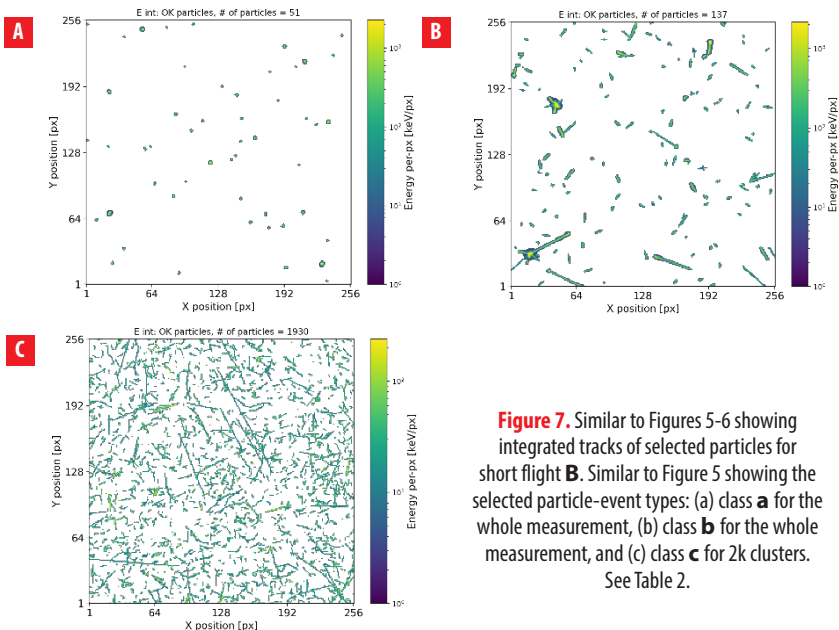 A
E int: OK particles, # of particles = 51
256
192
128
64
1
Y position [px]
1 64 128 192 256
X position [px]
10³
10²
10¹
10⁰
Energy per-px [keV/px]
B
E int: OK particles, # of particles = 137
256
192
128
64
1
Y position [px]
1 64 128 192 256
X position [px]
10³
10²
10¹
10⁰
Energy per-px [keV/px]
C
E int: OK particles, # of particles = 1930
256
192
128
64
1
Y position [px]
1 64 128 192 256
X position [px]
10²
10¹
10⁰
Energy per-px [keV/px]
Figure 7. Similar to Figures 5-6 showing
integrated tracks of selected particles for
short flight B. Similar to Figure 5 showing the
selected particle-event types: (a) class a for the
whole measurement, (b) class b for the whole
measurement, and (c) class c for 2k clusters.
See Table 2.